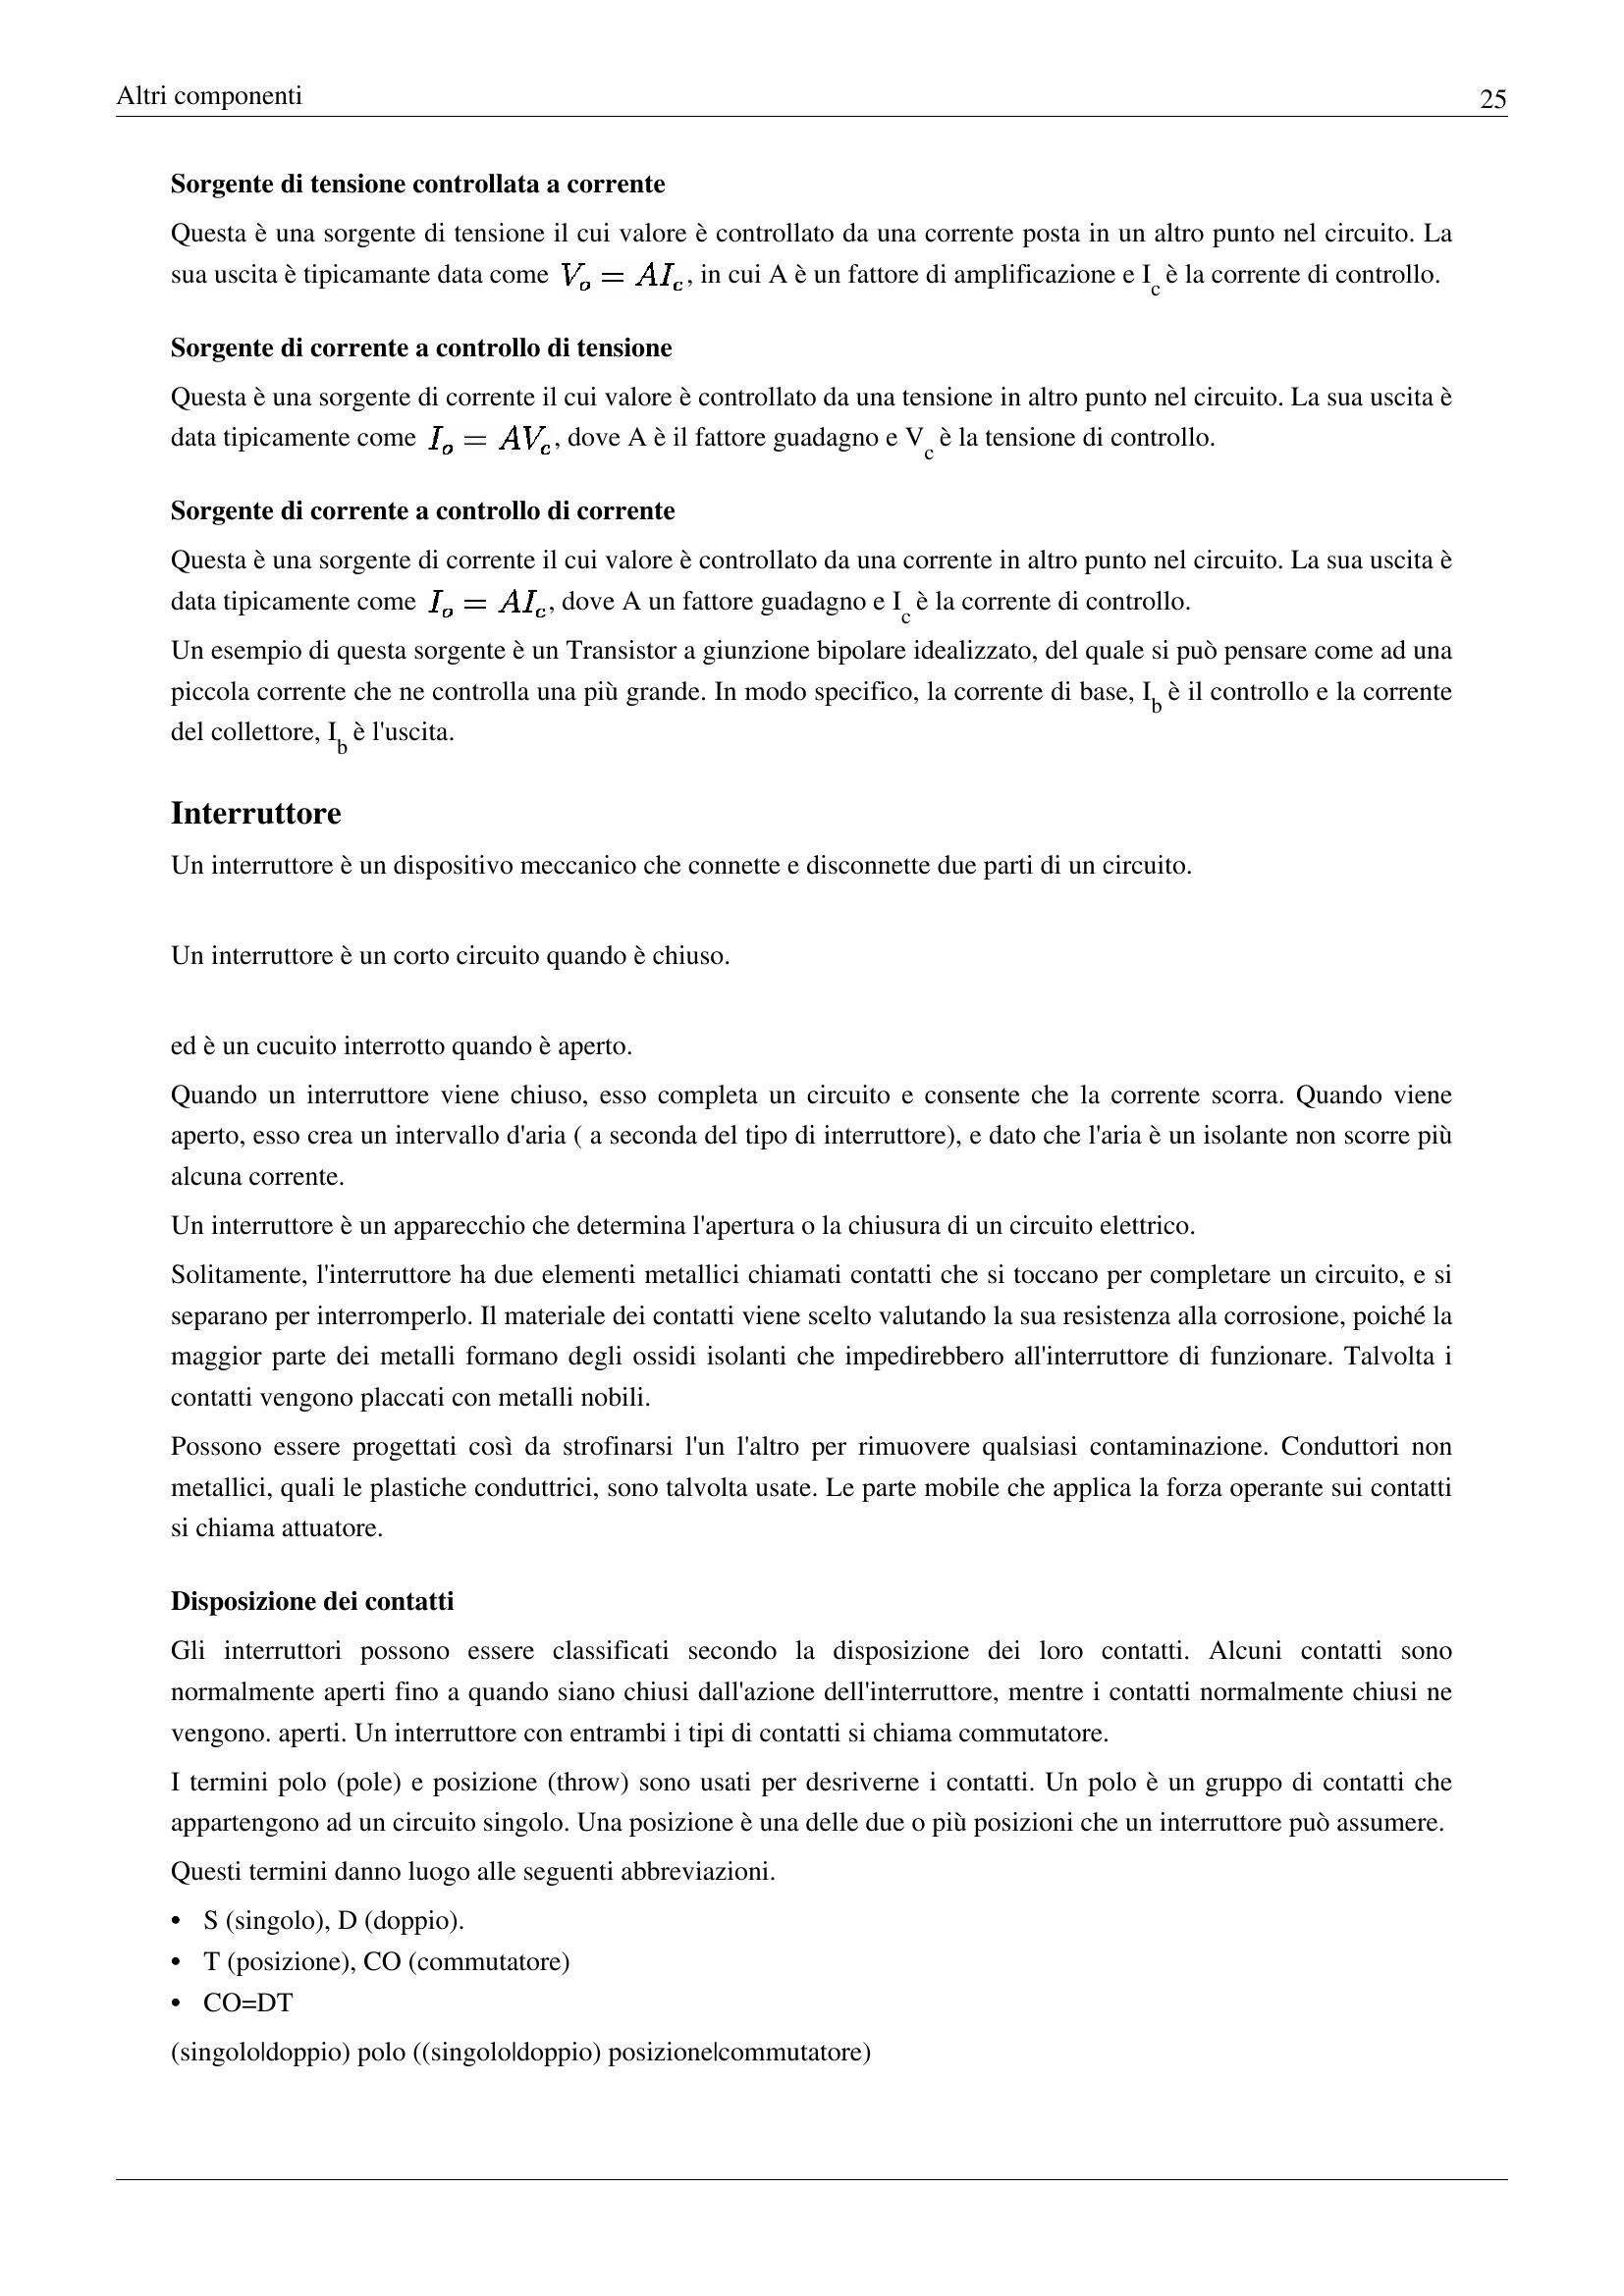 Altri componenti 25
Sorgente di tensione controllata a corrente
Questa è una sorgente di tensione il cui valore è controllato da una corrente posta in un altro punto nel circuito. La
sua uscita è tipicamante data come V_o = AI_c, in cui A è un fattore di amplificazione e I_c è la corrente di controllo.
Sorgente di corrente a controllo di tensione
Questa è una sorgente di corrente il cui valore è controllato da una tensione in altro punto nel circuito. La sua uscita è
data tipicamente come I_o = AV_c, dove A è il fattore guadagno e V_c è la tensione di controllo.
Sorgente di corrente a controllo di corrente
Questa è una sorgente di corrente il cui valore è controllato da una corrente in altro punto nel circuito. La sua uscita è
data tipicamente come I_o = AI_c, dove A un fattore guadagno e I_c è la corrente di controllo.
Un esempio di questa sorgente è un Transistor a giunzione bipolare idealizzato, del quale si può pensare come ad una
piccola corrente che ne controlla una più grande. In modo specifico, la corrente di base, I_b è il controllo e la corrente
del collettore, I_b è l'uscita.
Interruttore
Un interruttore è un dispositivo meccanico che connette e disconnette due parti di un circuito.
Un interruttore è un corto circuito quando è chiuso.
ed è un cucuito interrotto quando è aperto.
Quando un interruttore viene chiuso, esso completa un circuito e consente che la corrente scorra. Quando viene
aperto, esso crea un intervallo d'aria ( a seconda del tipo di interruttore), e dato che l'aria è un isolante non scorre più
alcuna corrente.
Un interruttore è un apparecchio che determina l'apertura o la chiusura di un circuito elettrico.
Solitamente, l'interruttore ha due elementi metallici chiamati contatti che si toccano per completare un circuito, e si
separano per interromperlo. Il materiale dei contatti viene scelto valutando la sua resistenza alla corrosione, poiché la
maggior parte dei metalli formano degli ossidi isolanti che impedirebbero all'interruttore di funzionare. Talvolta i
contatti vengono placcati con metalli nobili.
Possono essere progettati così da strofinarsi l'un l'altro per rimuovere qualsiasi contaminazione. Conduttori non
metallici, quali le plastiche conduttrici, sono talvolta usate. Le parte mobile che applica la forza operante sui contatti
si chiama attuatore.
Disposizione dei contatti
Gli interruttori possono essere classificati secondo la disposizione dei loro contatti. Alcuni contatti sono
normalmente aperti fino a quando siano chiusi dall'azione dell'interruttore, mentre i contatti normalmente chiusi ne
vengono. aperti. Un interruttore con entrambi i tipi di contatti si chiama commutatore.
I termini polo (pole) e posizione (throw) sono usati per desriverne i contatti. Un polo è un gruppo di contatti che
appartengono ad un circuito singolo. Una posizione è una delle due o più posizioni che un interruttore può assumere.
Questi termini danno luogo alle seguenti abbreviazioni.
• S (singolo), D (doppio).
• T (posizione), CO (commutatore)
• CO=DT
(singolo|doppio) polo ((singolo|doppio) posizione|commutatore)